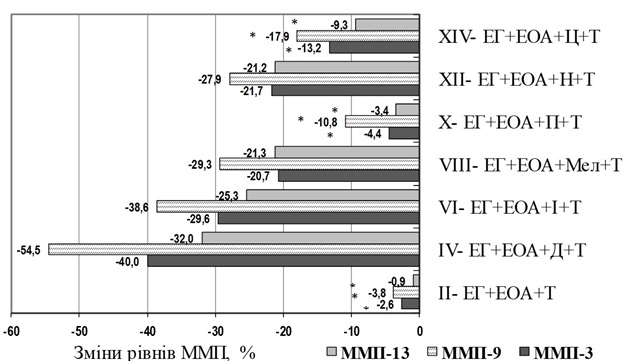 * -9,3
* -17,9
* -13,2
XIV- ЕГ+ЕОА+Ц+Т
-21,2
-27,9
-21,7
XII- ЕГ+ЕОА+Н+Т
* -3,4
* -10,8
* -4,4
X- ЕГ+ЕОА+П+Т
-21,3
-29,3
-20,7
VIII- ЕГ+ЕОА+Мел+Т
-25,3
-38,6
-29,6
VI- ЕГ+ЕОА+І+Т
-32,0
-54,5
-40,0
IV- ЕГ+ЕОА+Д+Т
* -0,9
* -3,8
* -2,6
II- ЕГ+ЕОА+Т
-60 -50 -40 -30 -20 -10 0
Зміни рівнів ММП, % ММП-13 ММП-9 ММП-3